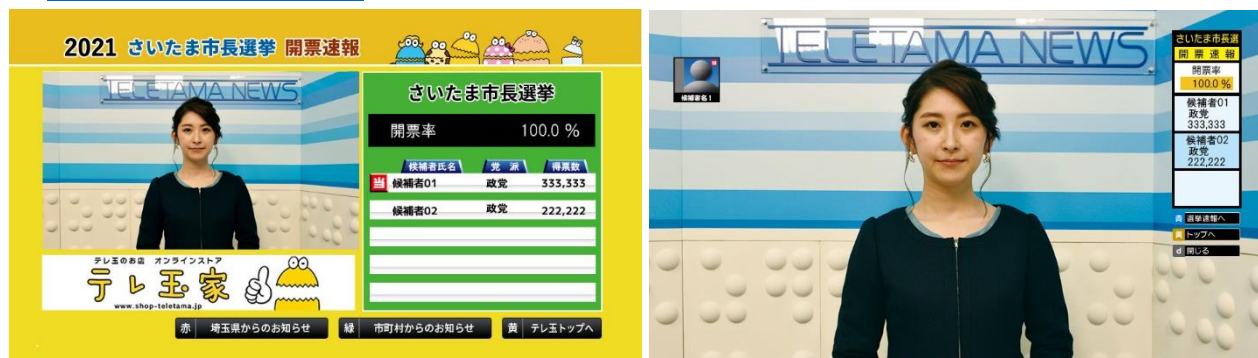 2021 さいたま市長選挙 開票速報
TELETAMA NEWS
さいたま市長選挙
開票率 100.0 %
候補者氏名 党 派 得票数
当 候補者01 政党 333,333
候補者02 政党 222,222
テレ玉のお店 オンラインストア
テレ玉家
www.shop-teletama.jp
赤 埼玉県からのお知らせ 緑 市町村からのお知らせ 黄 テレ玉トップへ
TELETAMA NEWS
候補者名1
さいたま市長選
開票速報
開票率
100.0 %
候補者01
政党
333,333
候補者02
政党
222,222
青 選挙速報へ
黄 トップへ
d 閉じる